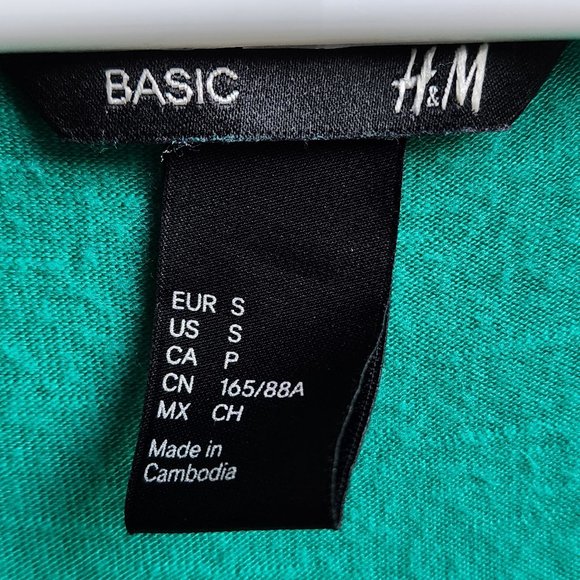 BASIC H&M
EUR S
US S
CA P
CN 165/88A
MX CH
Made in
Cambodia